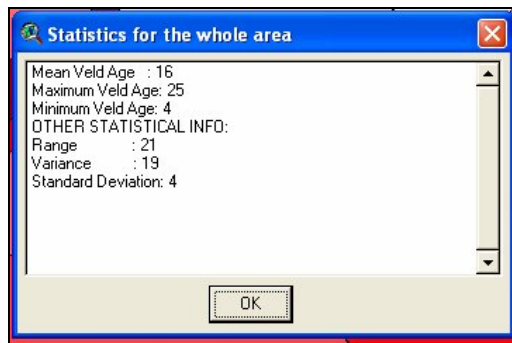 Statistics for the whole area
Mean Veld Age : 16
Maximum Veld Age: 25
Minimum Veld Age: 4
OTHER STATISTICAL INFO:
Range : 21
Variance : 19
Standard Deviation: 4
OK